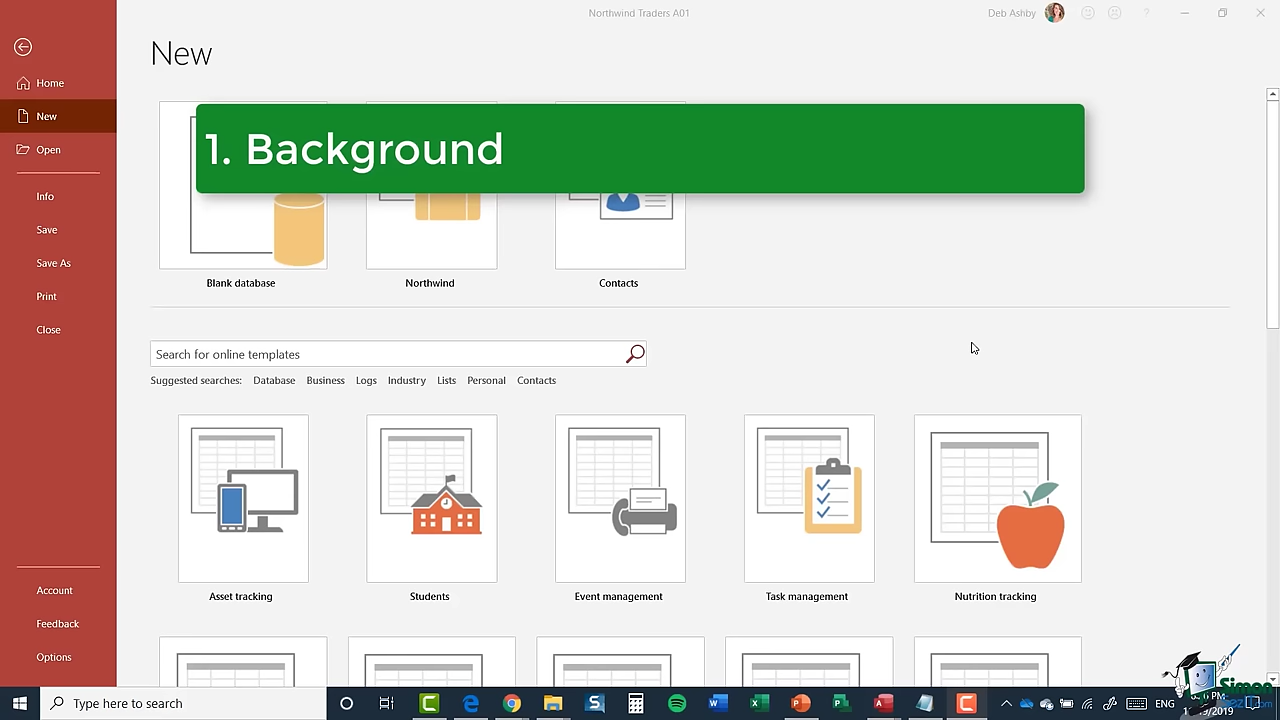 Northwind Traders A01
Deb Ashby
?
New
Home
New
Open
Info
Save
Save As
Print
Close
Account
Feedback
Options
1. Background
Blank database
Northwind
Contacts
Search for online templates
Suggested searches: Database Business Logs Industry Lists Personal Contacts
Asset tracking
Students
Event management
Task management
Nutrition tracking
Type here to search
ENG
Simon